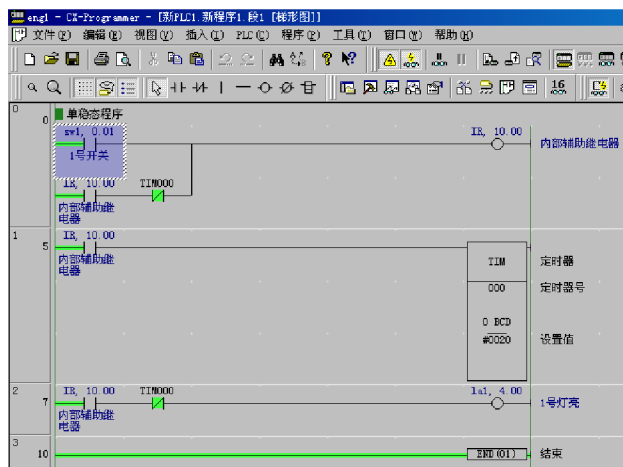 engl - CX-Programmer - [新PLC1.新程序1.段1 [梯形图]]
文件(F) 编辑(E) 视图(V) 插入(I) PLC(C) 程序(P) 工具(T) 窗口(W) 帮助(H)
16
0 0 单稳态程序
sw1, 0.01 IR, 10.00
1号开关 内部辅助继电器
IR, 10.00 TIM000
内部辅助继
电器
1 5 IR, 10.00
内部辅助继
电器
TIM 定时器
000 定时器号
0 BCD
#0020 设置值
2 7 IR, 10.00 TIM000 la1, 4.00
内部辅助继 1号灯亮
电器
3 10 END(01) 结束